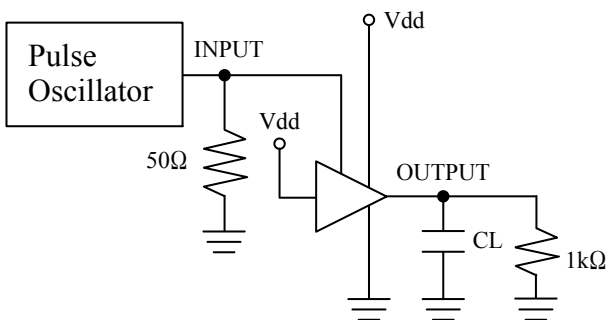 Vdd
Pulse
Oscillator
INPUT
Vdd
50Ω
OUTPUT
CL
1kΩ